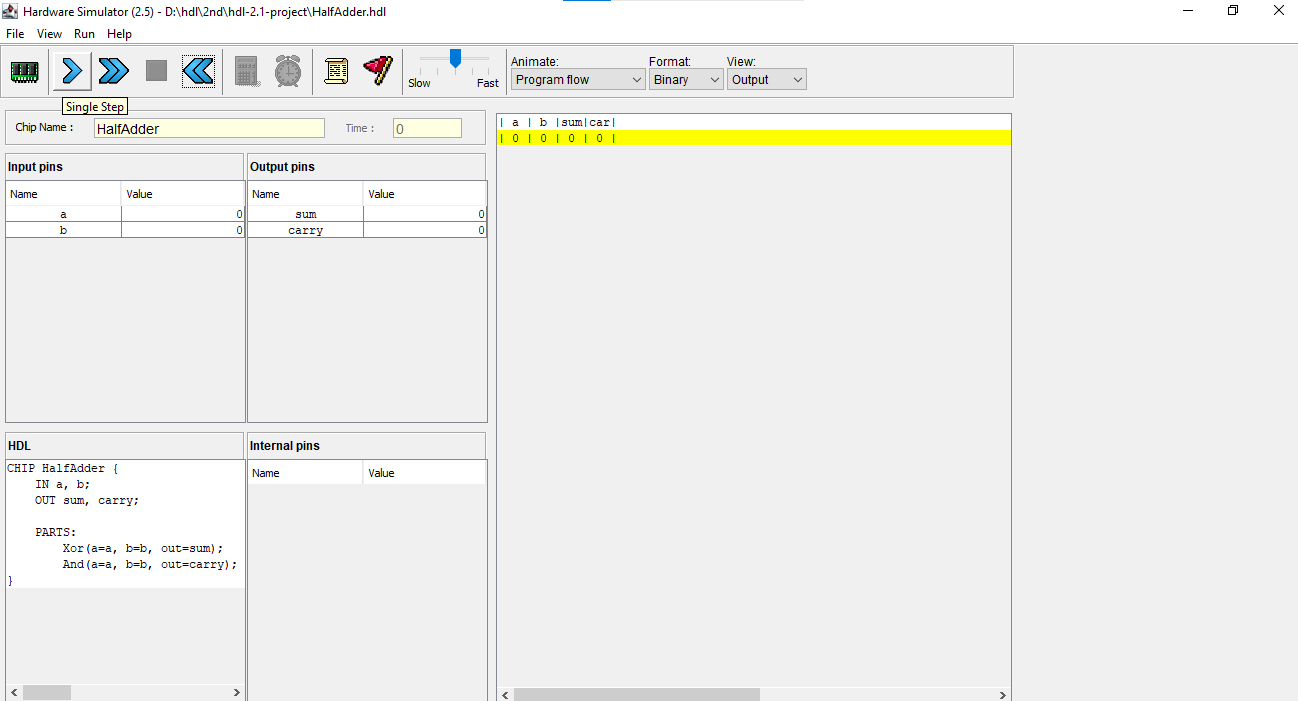 Hardware Simulator (2.5) - D:\hdl\2nd\hdl-2.1-project\HalfAdder.hdl
File View Run Help
Slow Fast
Animate: Format: View:
Program flow Binary Output
Single Step
Chip Name : HalfAdder Time : 0
Input pins
Name Value
a 0
b 0
Output pins
Name Value
sum 0
carry 0
| a | b |sum|car|
| 0 | 0 | 0 | 0 |
HDL
CHIP HalfAdder {
    IN a, b;
    OUT sum, carry;
    PARTS:
        Xor(a=a, b=b, out=sum);
        And(a=a, b=b, out=carry);
}
Internal pins
Name Value